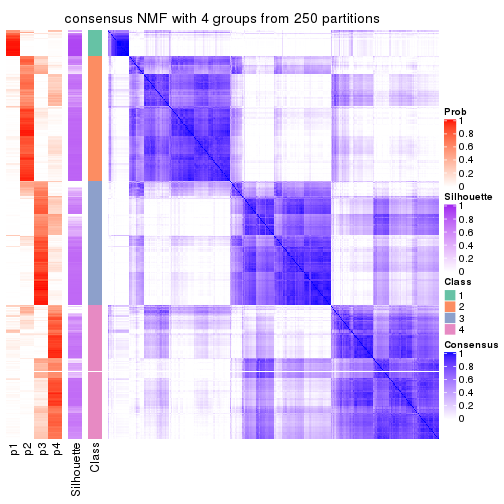 consensus NMF with 4 groups from 250 partitions
Prob
1
0.8
0.6
0.4
0.2
0
Silhouette
1
0.8
0.6
0.4
0.2
0
Class
1
2
3
4
Consensus
1
0.8
0.6
0.4
0.2
0
p1
p2
p3
p4
Silhouette
Class